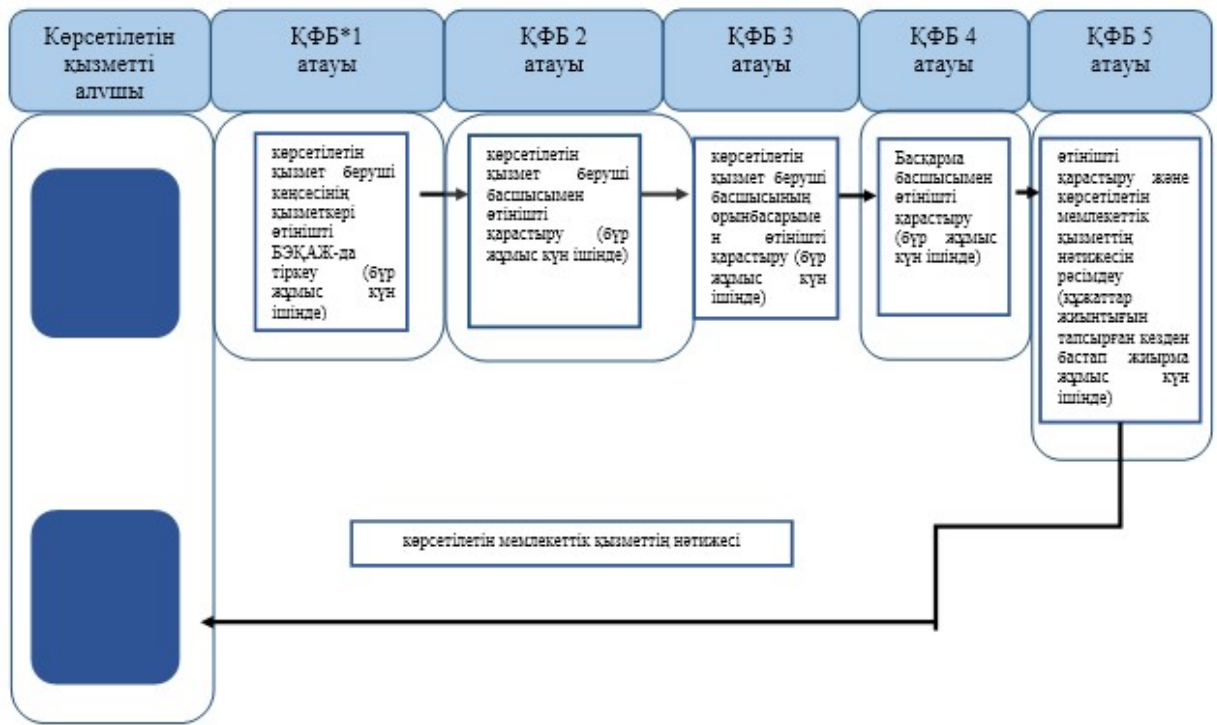 Көрсетілетін
қызметті
алушы
ҚФБ*1
атауы
ҚФБ 2
атауы
ҚФБ 3
атауы
ҚФБ 4
атауы
ҚФБ 5
атауы
көрсетілетін
қызмет беруші
кеңсесінің
қызметкері
өтінішті
БЭҚАЖ-да
тіркеу (бүр
жұмыс күн
ішінде)
көрсетілетін
қызмет беруші
басшысымен
өтінішті
қарастыру (бүр
жұмыс күн ішінде)
көрсетілетін
қызмет беруші
басшысының
орынбасарыме
н өтінішті
қарастыру (бүр
жұмыс күн
ішінде)
Басқарма
басшысымен
өтінішті
қарастыру
(бүр жұмыс
күн ішінде)
өтінішті
қарастыру және
көрсетілетін
мемлекеттік
қызметтің
нәтижесін
рәсімдеу
(құжаттар
жиынтығын
тапсырған кезден
бастап жиырма
жұмыс күн
ішінде)
көрсетілетін мемлекеттік қызметтің нәтижесі